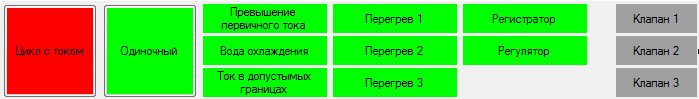 Цикл с током
Одиночный
Превышение
первичного тока
Вода охлаждения
Ток в допустымых
границах
Перегрев 1
Перегрев 2
Перегрев 3
Регистратор
Регулятор
Клапан 1
Клапан 2
Клапан 3